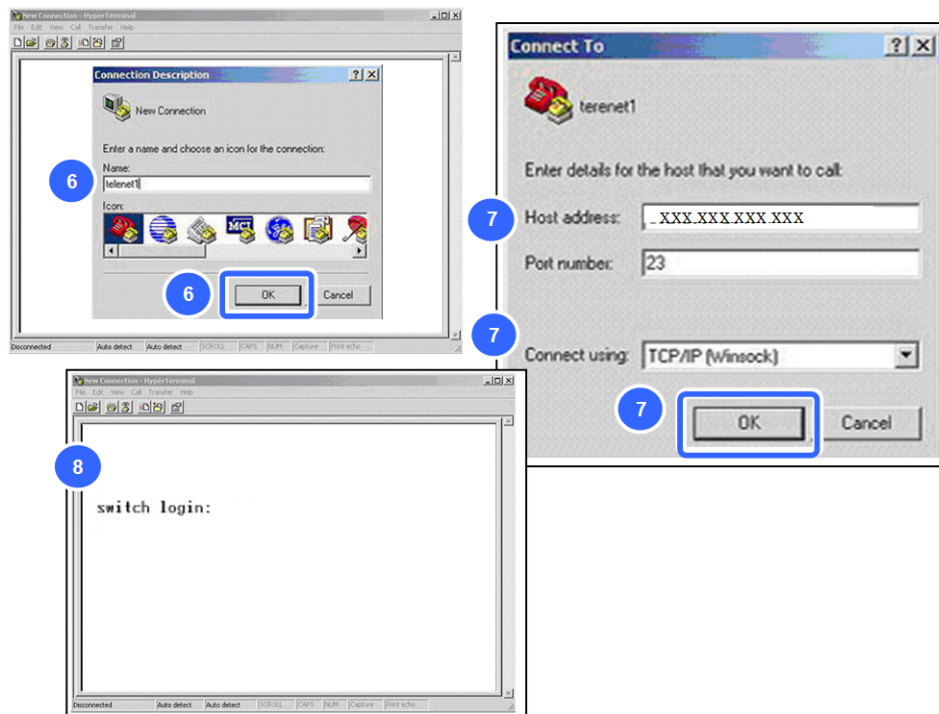 New Connection - HyperTerminal
File Edit View Call Transfer Help
Connection Description
New Connection
Enter a name and choose an icon for the connection:
6
Name:
telenet1
Icon:
MCI
6
OK
Cancel
Disconnected Auto detect Auto detect SCROLL CAPS NUM Capture Print echo
Connect To
terenet1
Enter details for the host that you want to call:
7
Host address: . XXX.XXX.XXX.XXX
Port number: 23
7
Connect using: TCP/IP (Winsock)
7
OK
Cancel
New Connection - HyperTerminal
File Edit View Call Transfer Help
8
switch login:
Disconnected Auto detect Auto detect SCROLL CAPS NUM Capture Print echo